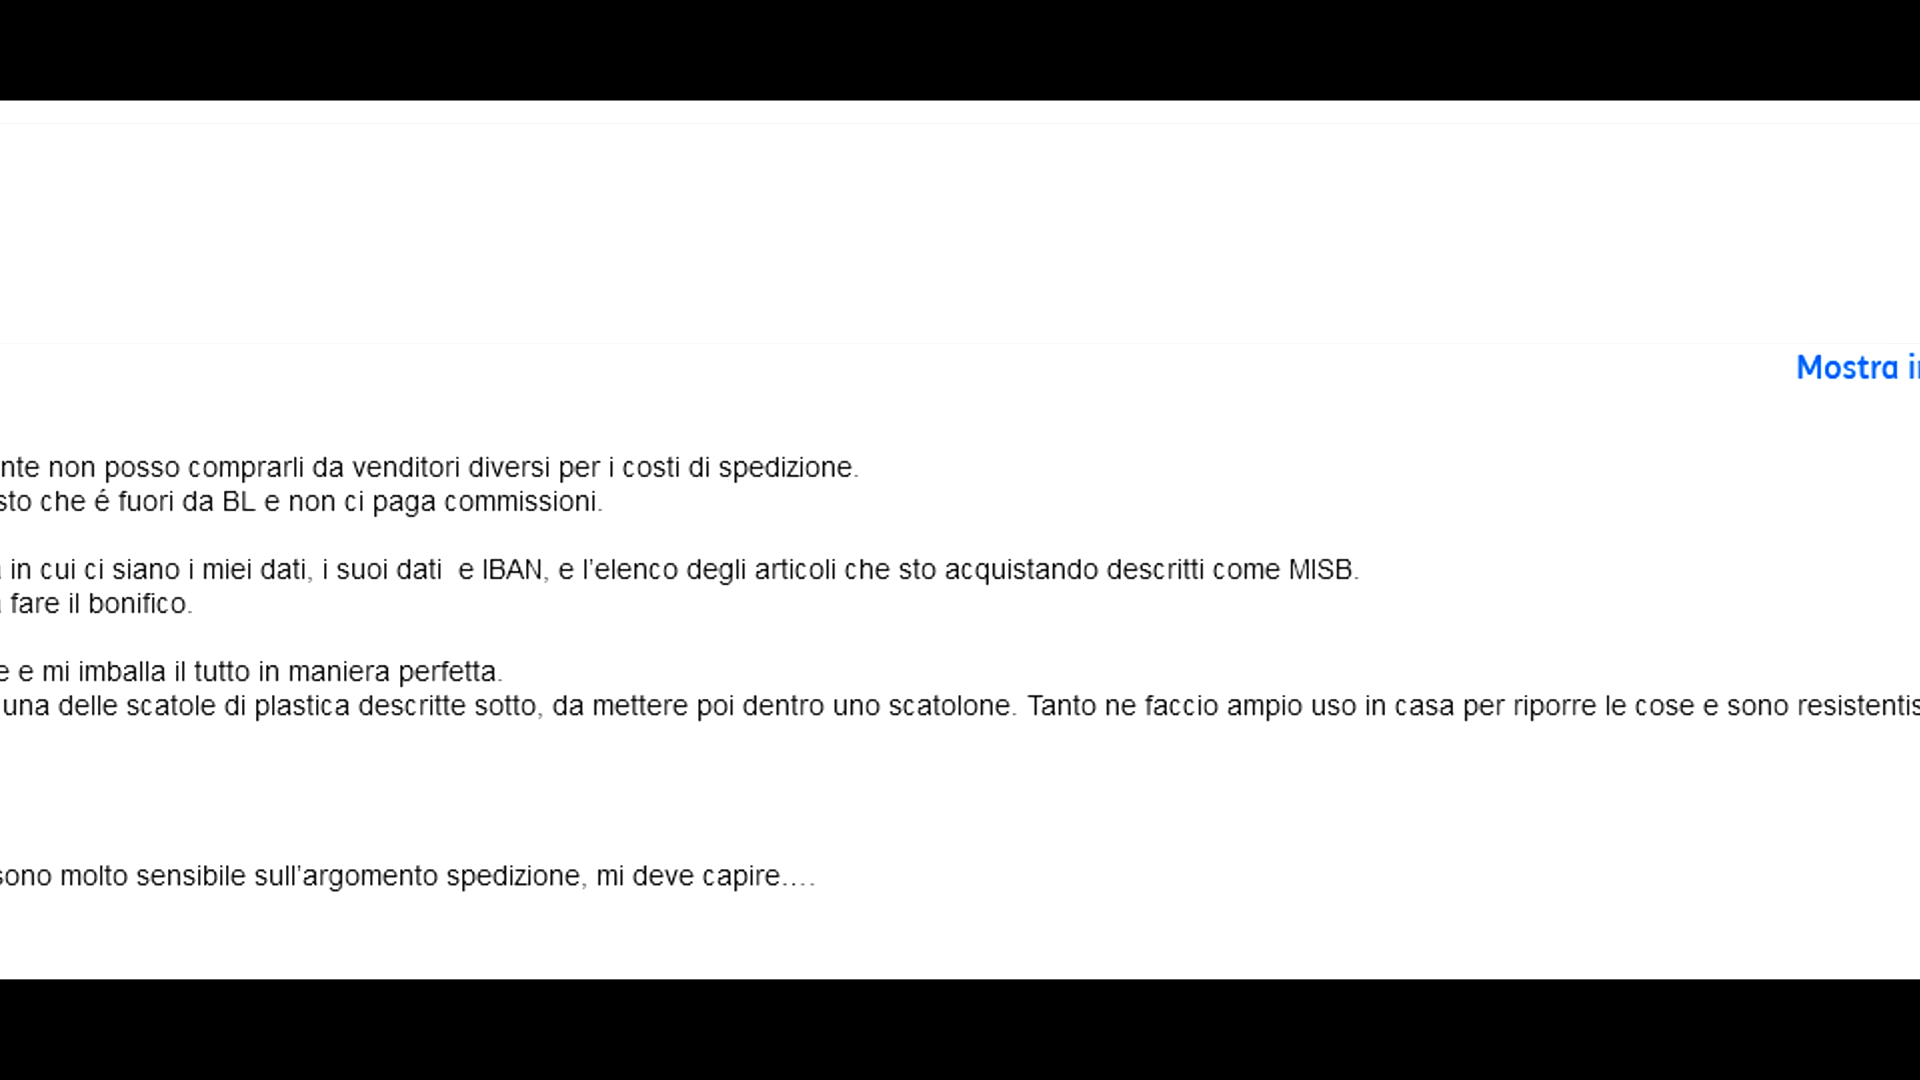 Mostra
nte non posso comprarli da venditori diversi per i costi di spedizione.
sto che é fuori da BL e non ci paga commissioni.
in cui ci siano i miei dati, i suoi dati  e IBAN, e l'elenco degli articoli che sto acquistando descritti come MISB.
fare il bonifico.
e e mi imballa il tutto in maniera perfetta.
una delle scatole di plastica descritte sotto, da mettere poi dentro uno scatolone. Tanto ne faccio ampio uso in casa per riporre le cose e sono resistentis
sono molto sensibile sull'argomento spedizione, mi deve capire....